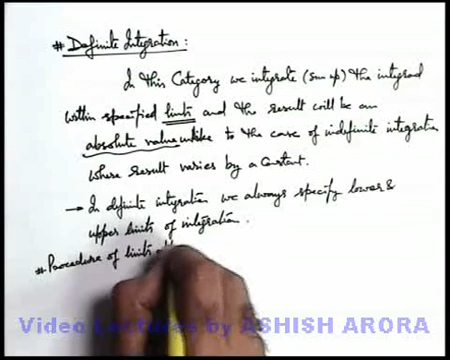 # Definite Integration :
In this Category we integrate (sum up) the integrad
within specified limits and the result will be an
absolute value unlike to the case of indefinite integration
where result varies by a Constant.
→ In definite integration we always specify lower &
upper limits of integration.
# Procedure of limits
Video Lectures by ASHISH ARORA